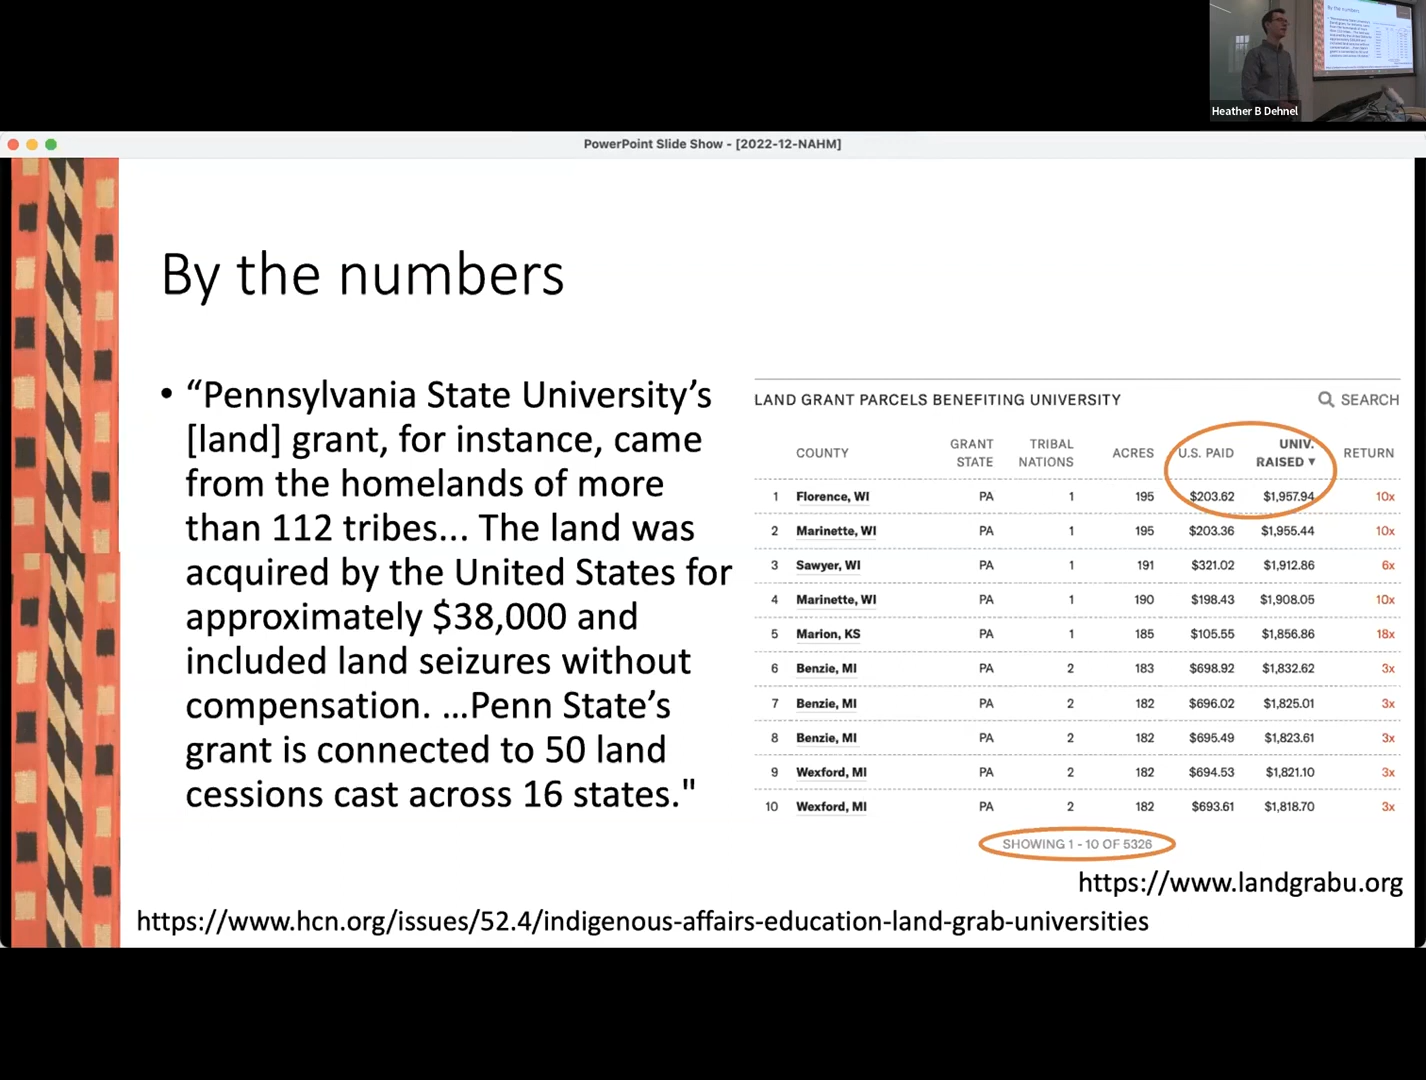 Heather B Dehnel
PowerPoint Slide Show - [2022-12-NAHM]
By the numbers
• “Pennsylvania State University’s
[land] grant, for instance, came
from the homelands of more
than 112 tribes... The land was
acquired by the United States for
approximately $38,000 and
included land seizures without
compensation. ...Penn State’s
grant is connected to 50 land
cessions cast across 16 states."
LAND GRANT PARCELS BENEFITING UNIVERSITY SEARCH
COUNTY GRANT STATE TRIBAL NATIONS ACRES U.S. PAID UNIV. RAISED ▼ RETURN
1 Florence, WI PA 1 195 $203.62 $1,957.94 10x
2 Marinette, WI PA 1 195 $203.36 $1,955.44 10x
3 Sawyer, WI PA 1 191 $321.02 $1,912.86 6x
4 Marinette, WI PA 1 190 $198.43 $1,908.05 10x
5 Marion, KS PA 1 185 $105.55 $1,856.86 18x
6 Benzie, MI PA 2 183 $698.92 $1,832.62 3x
7 Benzie, MI PA 2 182 $696.02 $1,825.01 3x
8 Benzie, MI PA 2 182 $695.49 $1,823.61 3x
9 Wexford, MI PA 2 182 $694.53 $1,821.10 3x
10 Wexford, MI PA 2 182 $693.61 $1,818.70 3x
SHOWING 1 - 10 OF 5326
https://www.landgrabu.org
https://www.hcn.org/issues/52.4/indigenous-affairs-education-land-grab-universities